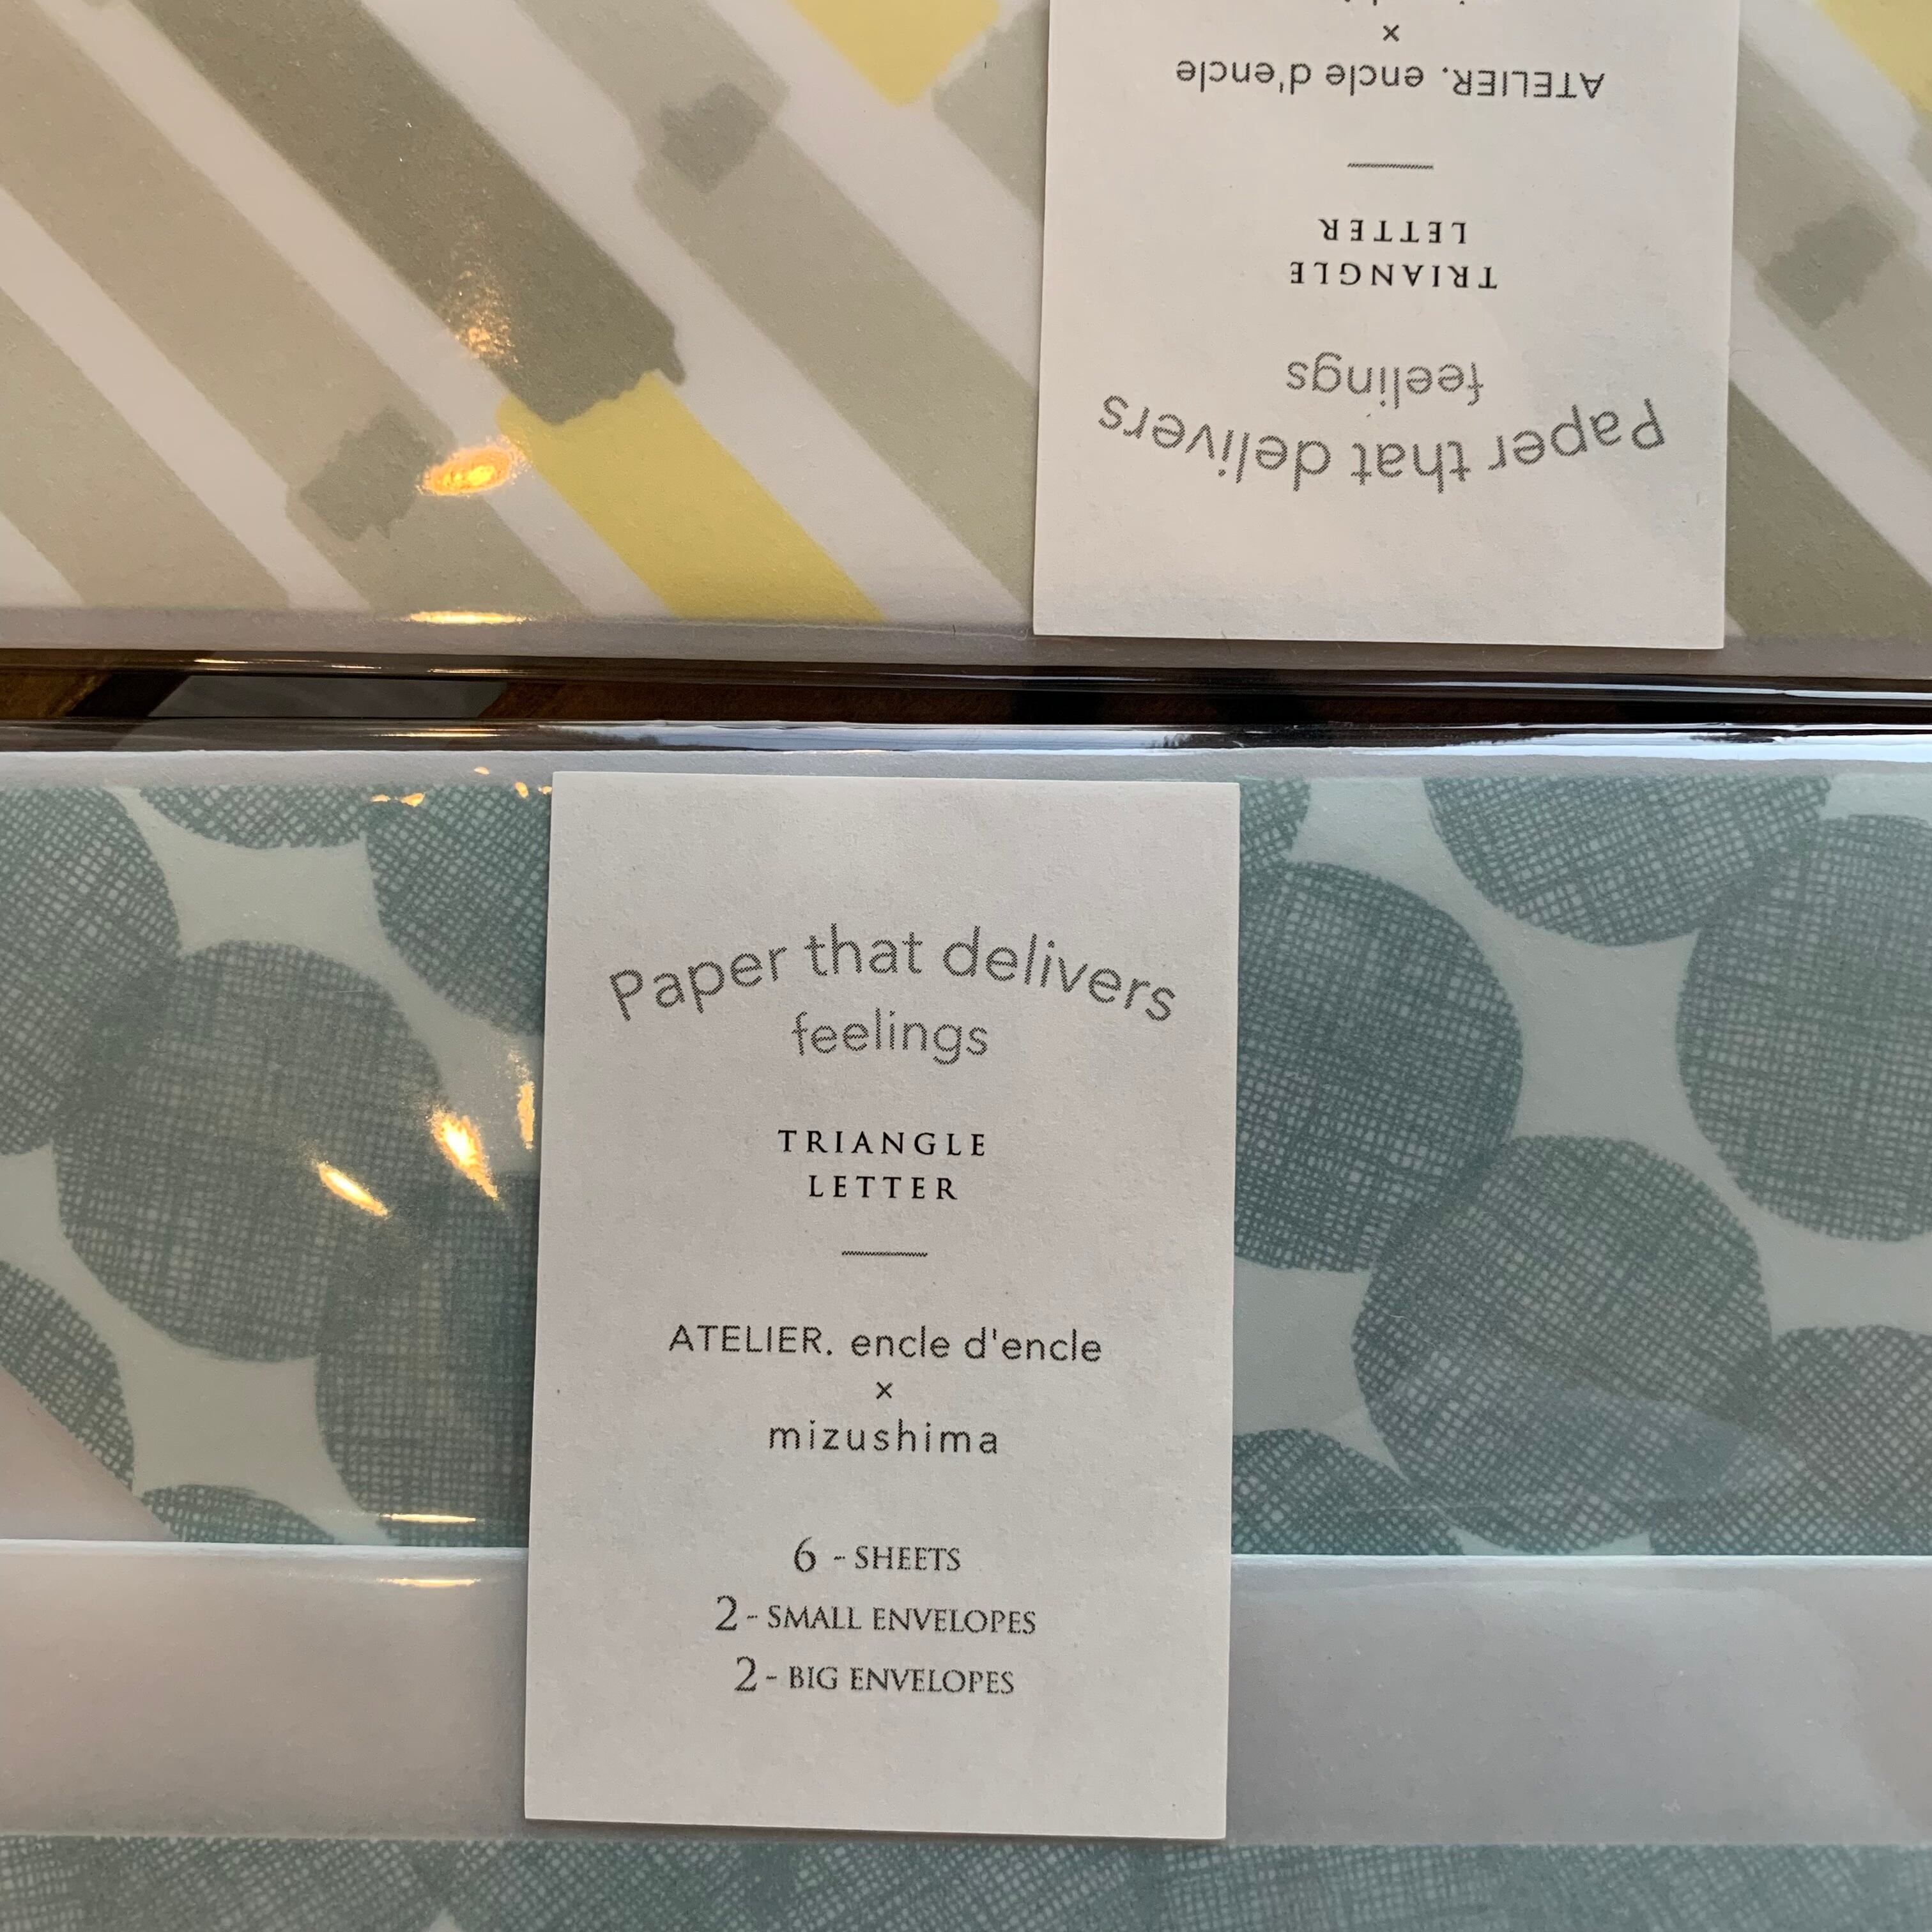 ATELIER. encle d'encle
×
TRIANGLE
LETTER
Paper that delivers
feelings
Paper that delivers
feelings
TRIANGLE
LETTER
ATELIER. encle d'encle
×
mizushima
6 - SHEETS
2 - SMALL ENVELOPES
2 - BIG ENVELOPES